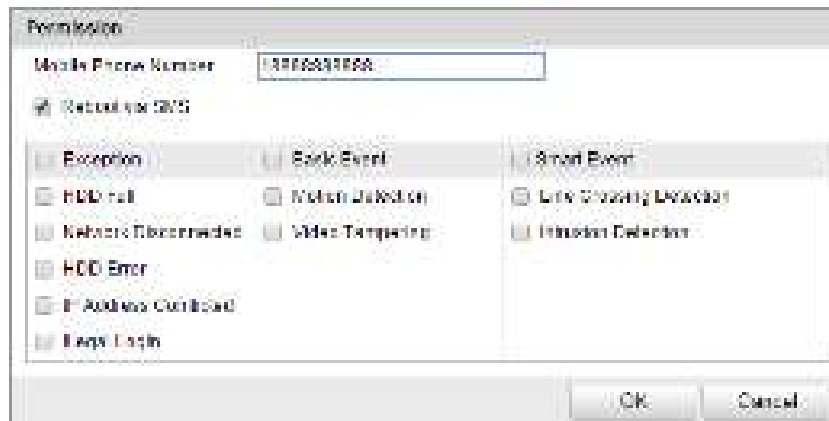 Permission
Mobile Phone Number
Reboot via SMS
Exception
Basic Event
Smart Event
HDD Full
Motion Detection
Line Crossing Detection
Network Disconnected
Video Tampering
Intrusion Detection
HDD Error
IP Address Conflicted
Illegal Login
OK
Cancel